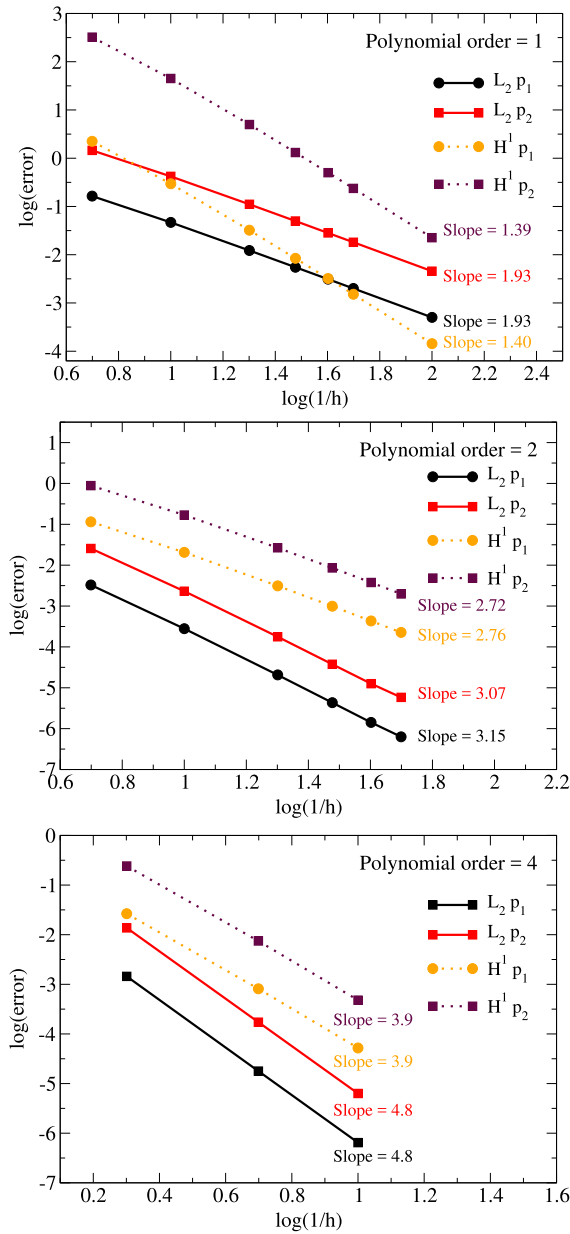 3
Polynomial order = 1
2
L₂ p₁
1
L₂ p₂
0
H¹ p₁
-1
H¹ p₂
log(error)
Slope = 1.39
-2
Slope = 1.93
-3
Slope = 1.93
Slope = 1.40
-4
0.6 0.8 1 1.2 1.4 1.6 1.8 2 2.2 2.4
log(1/h)
1
Polynomial order = 2
0
L₂ p₁
-1
L₂ p₂
H¹ p₁
-2
H¹ p₂
log(error)
-3
Slope = 2.72
Slope = 2.76
-4
-5
Slope = 3.07
-6
Slope = 3.15
-7
0.6 0.8 1 1.2 1.4 1.6 1.8 2 2.2
log(1/h)
0
Polynomial order = 4
-1
L₂ p₁
-2
L₂ p₂
H¹ p₁
-3
H¹ p₂
log(error)
Slope = 3.9
-4
Slope = 3.9
-5
Slope = 4.8
-6
Slope = 4.8
-7
0.2 0.4 0.6 0.8 1 1.2 1.4 1.6
log(1/h)